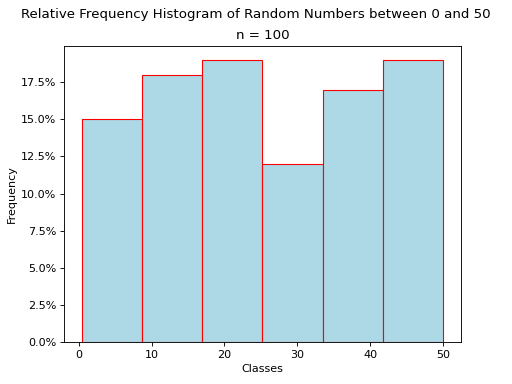 Relative Frequency Histogram of Random Numbers between 0 and 50
n = 100
17.5%
15.0%
12.5%
10.0%
7.5%
5.0%
2.5%
0.0%
Frequency
0 10 20 30 40 50
Classes